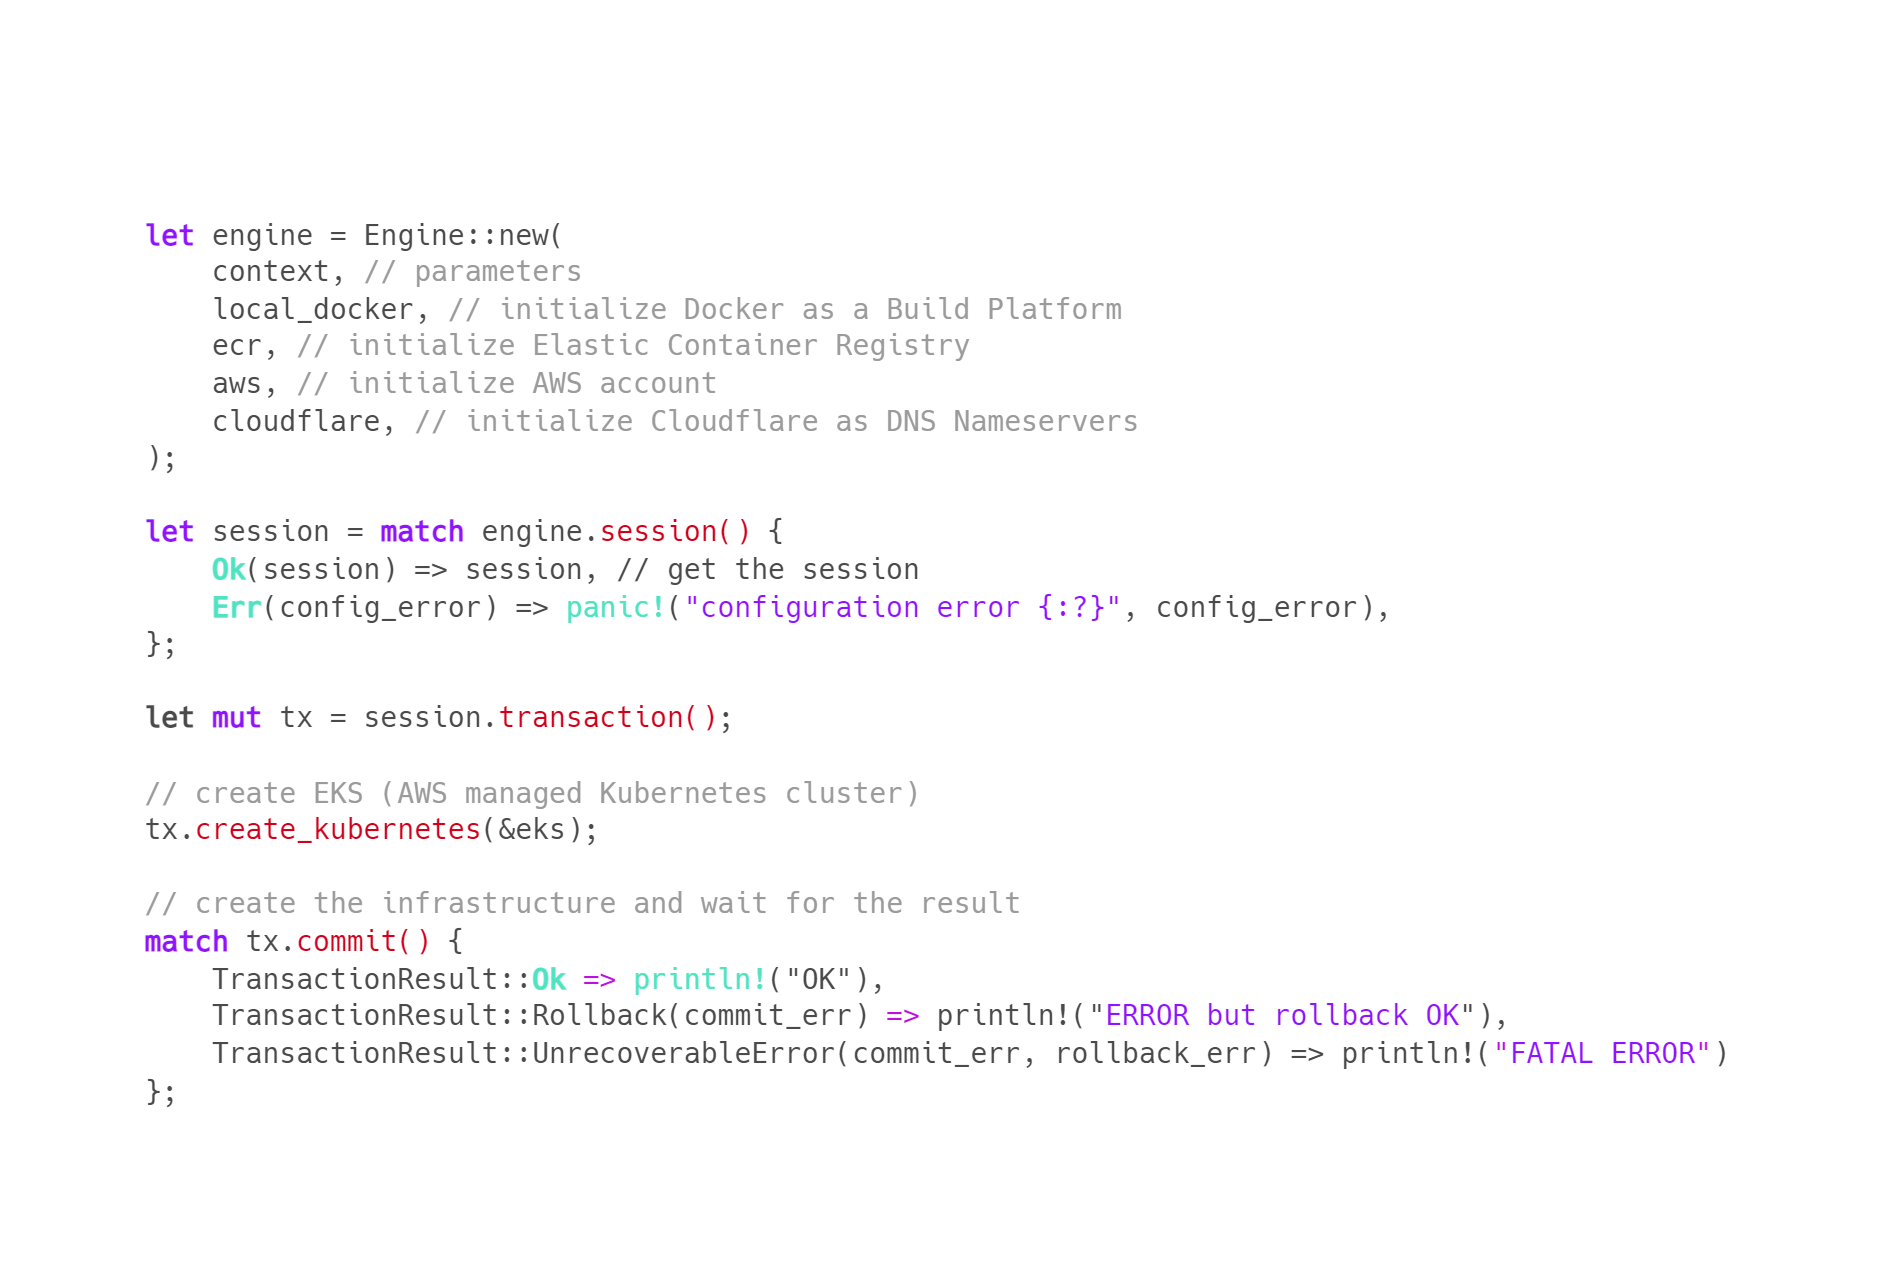 let engine = Engine::new(
    context, // parameters
    local_docker, // initialize Docker as a Build Platform
    ecr, // initialize Elastic Container Registry
    aws, // initialize AWS account
    cloudflare, // initialize Cloudflare as DNS Nameservers
);

let session = match engine.session() {
    Ok(session) => session, // get the session
    Err(config_error) => panic!("configuration error {:?}", config_error),
};

let mut tx = session.transaction();

// create EKS (AWS managed Kubernetes cluster)
tx.create_kubernetes(&eks);

// create the infrastructure and wait for the result
match tx.commit() {
    TransactionResult::Ok => println!("OK"),
    TransactionResult::Rollback(commit_err) => println!("ERROR but rollback OK"),
    TransactionResult::UnrecoverableError(commit_err, rollback_err) => println!("FATAL ERROR")
};